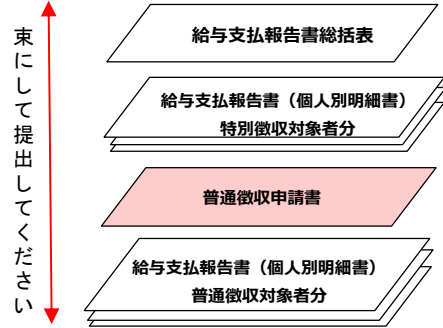 束にして提出してください
給与支払報告書総括表
給与支払報告書（個人別明細書）
特別徴収対象者分
普通徴収申請書
給与支払報告書（個人別明細書）
普通徴収対象者分